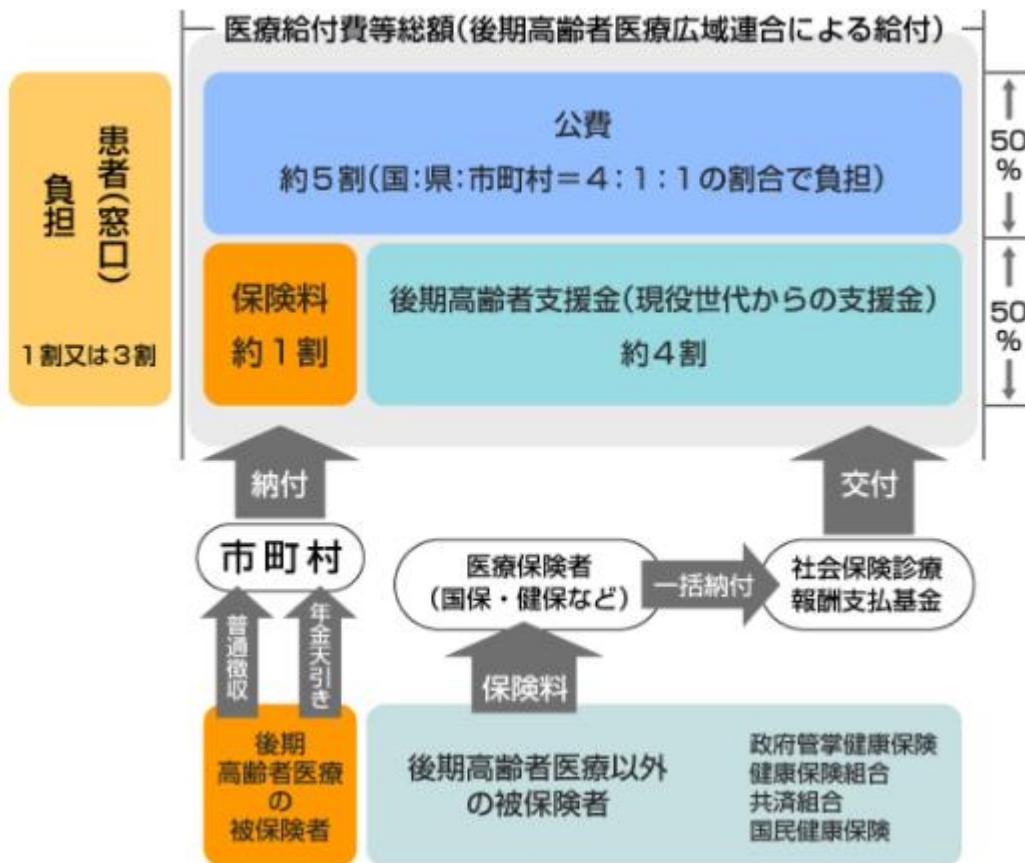 医療給付費等総額(後期高齢者医療広域連合による給付)
患者(窓口)
負担
1割又は3割
公費
約5割(国:県:市町村=4:1:1の割合で負担)
50
%
保険料
約1割
後期高齢者支援金(現役世代からの支援金)
約4割
50
%
納付
交付
市町村
医療保険者
(国保・健保など)
一括納付
社会保険診療
報酬支払基金
普通徴収
年金天引き
保険料
後期
高齢者医療
の
被保険者
後期高齢者医療以外
の被保険者
政府管掌健康保険
健康保険組合
共済組合
国民健康保険